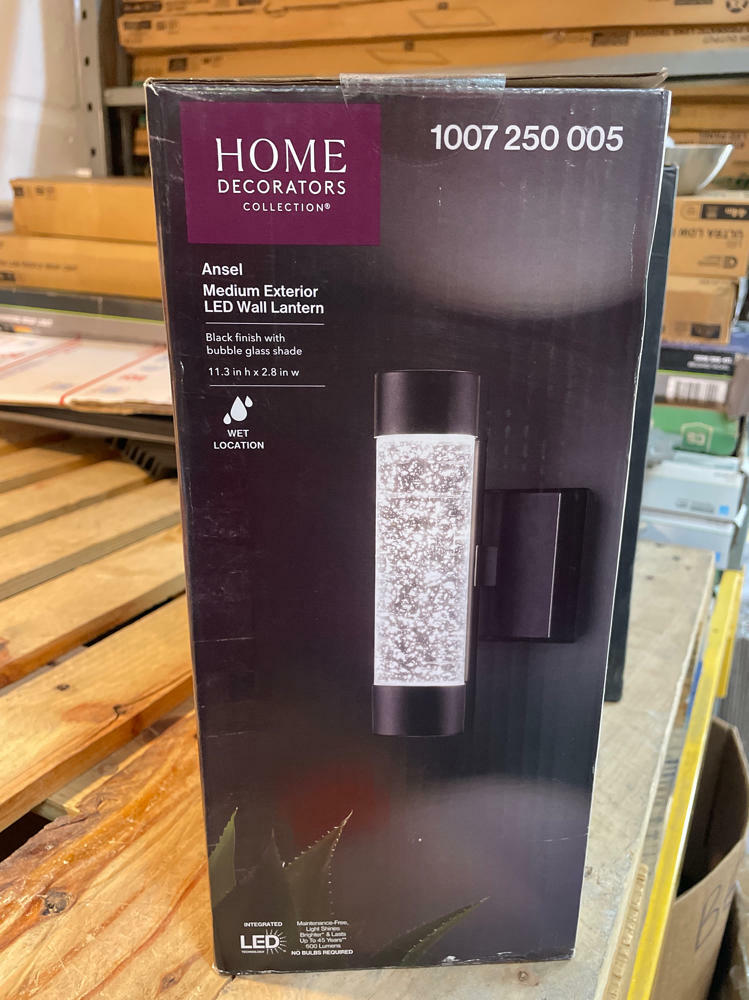 HOME
DECORATORS
COLLECTION®
1007 250 005
Ansel
Medium Exterior
LED Wall Lantern
Black finish with
bubble glass shade
11.3 in h x 2.8 in w
WET
LOCATION
INTEGRATED
LED
TECHNOLOGY
Maintenance-Free,
Light Shines
Brighter* & Lasts
Up To 45 Years**
600 Lumens
NO BULBS REQUIRED
ULTRA LOW